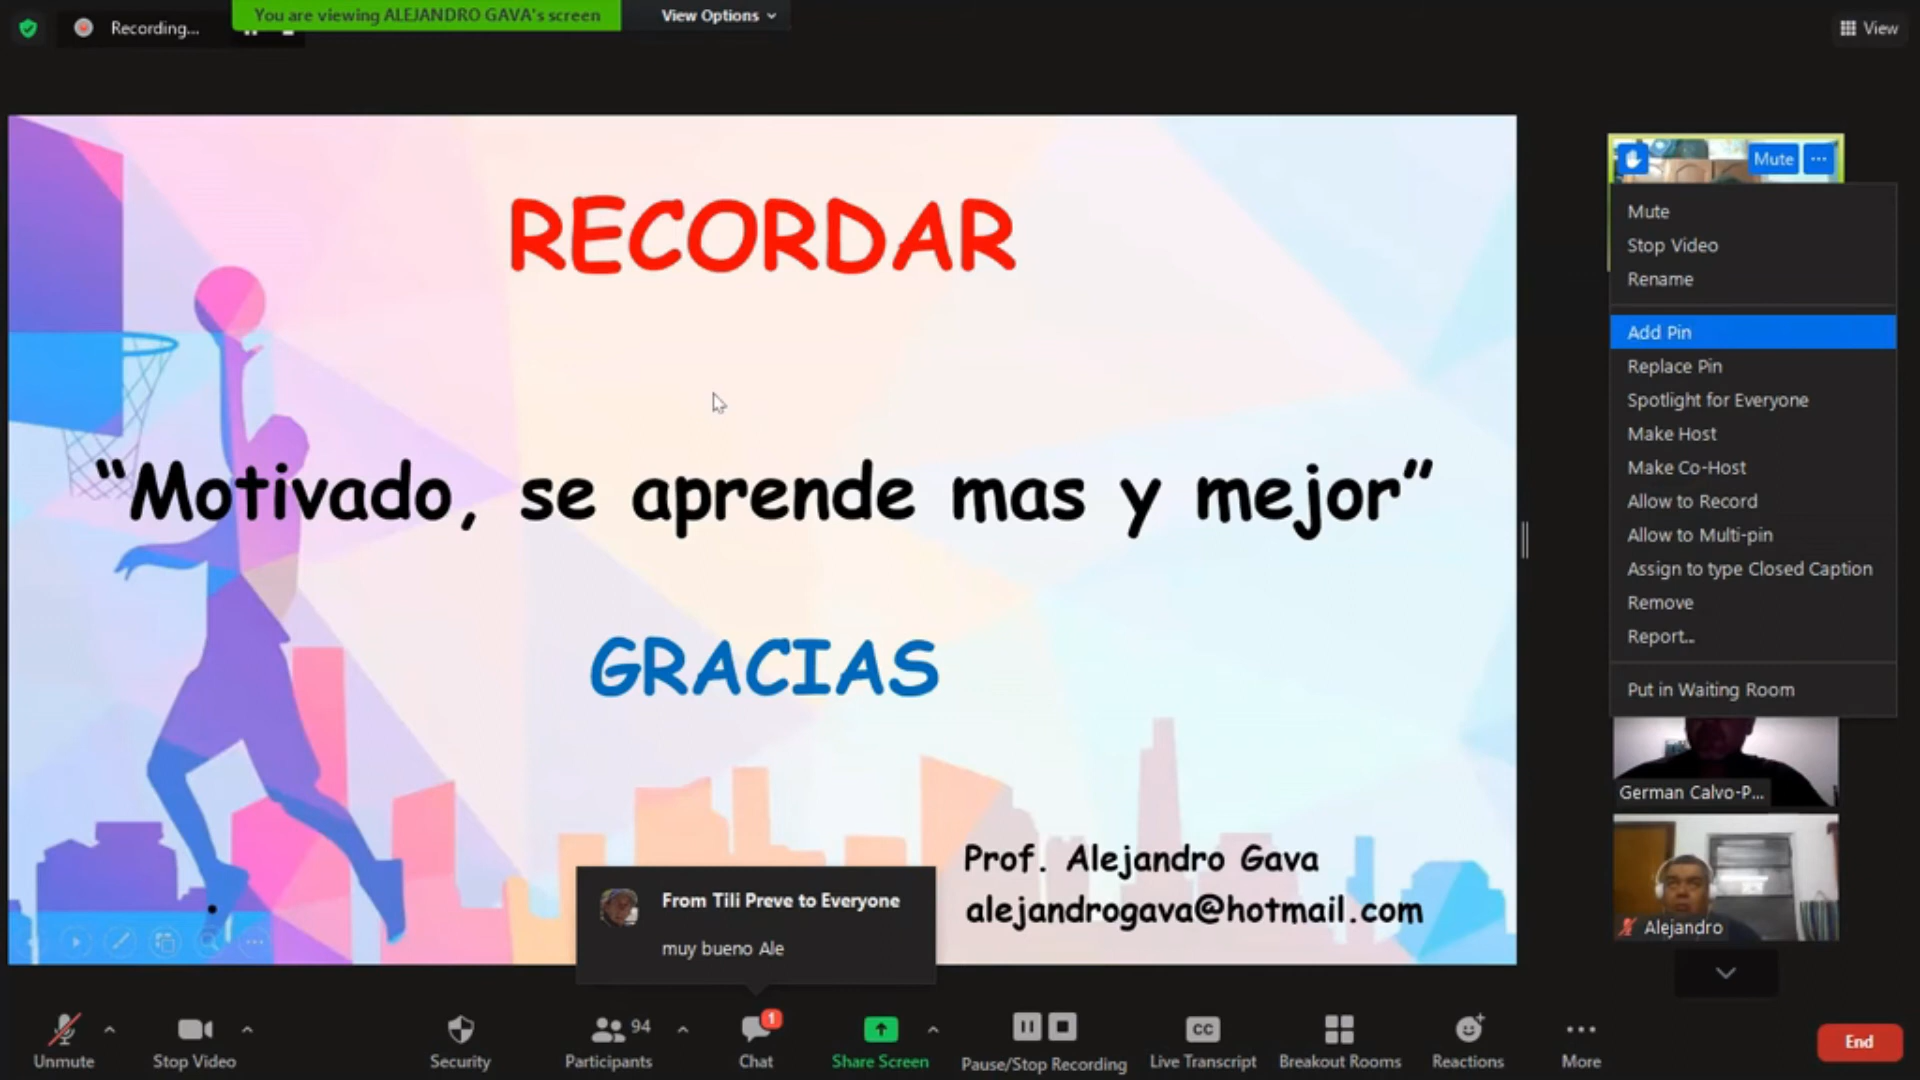 You are viewing ALEJANDRO GAVA's screen
View Options
Recording...
View
RECORDAR
“Motivado, se aprende mas y mejor”
GRACIAS
Prof. Alejandro Gava
alejandrogava@hotmail.com
From Tili Preve to Everyone
muy bueno Ale
Mute
Mute
Stop Video
Rename
Add Pin
Replace Pin
Spotlight for Everyone
Make Host
Make Co-Host
Allow to Record
Allow to Multi-pin
Assign to type Closed Caption
Remove
Report...
Put in Waiting Room
German Calvo-P...
Alejandro
Unmute
Stop Video
Security
94
Participants
1
Chat
Share Screen
Pause/Stop Recording
CC
Live Transcript
Breakout Rooms
Reactions
More
End